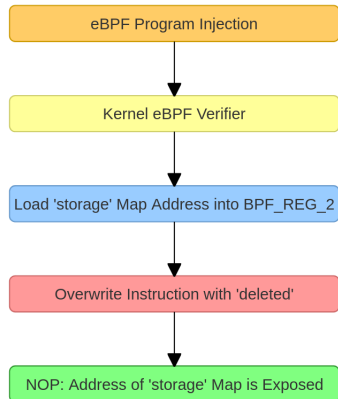 eBPF Program Injection
Kernel eBPF Verifier
Load 'storage' Map Address into BPF_REG_2
Overwrite Instruction with 'deleted'
NOP: Address of 'storage' Map is Exposed